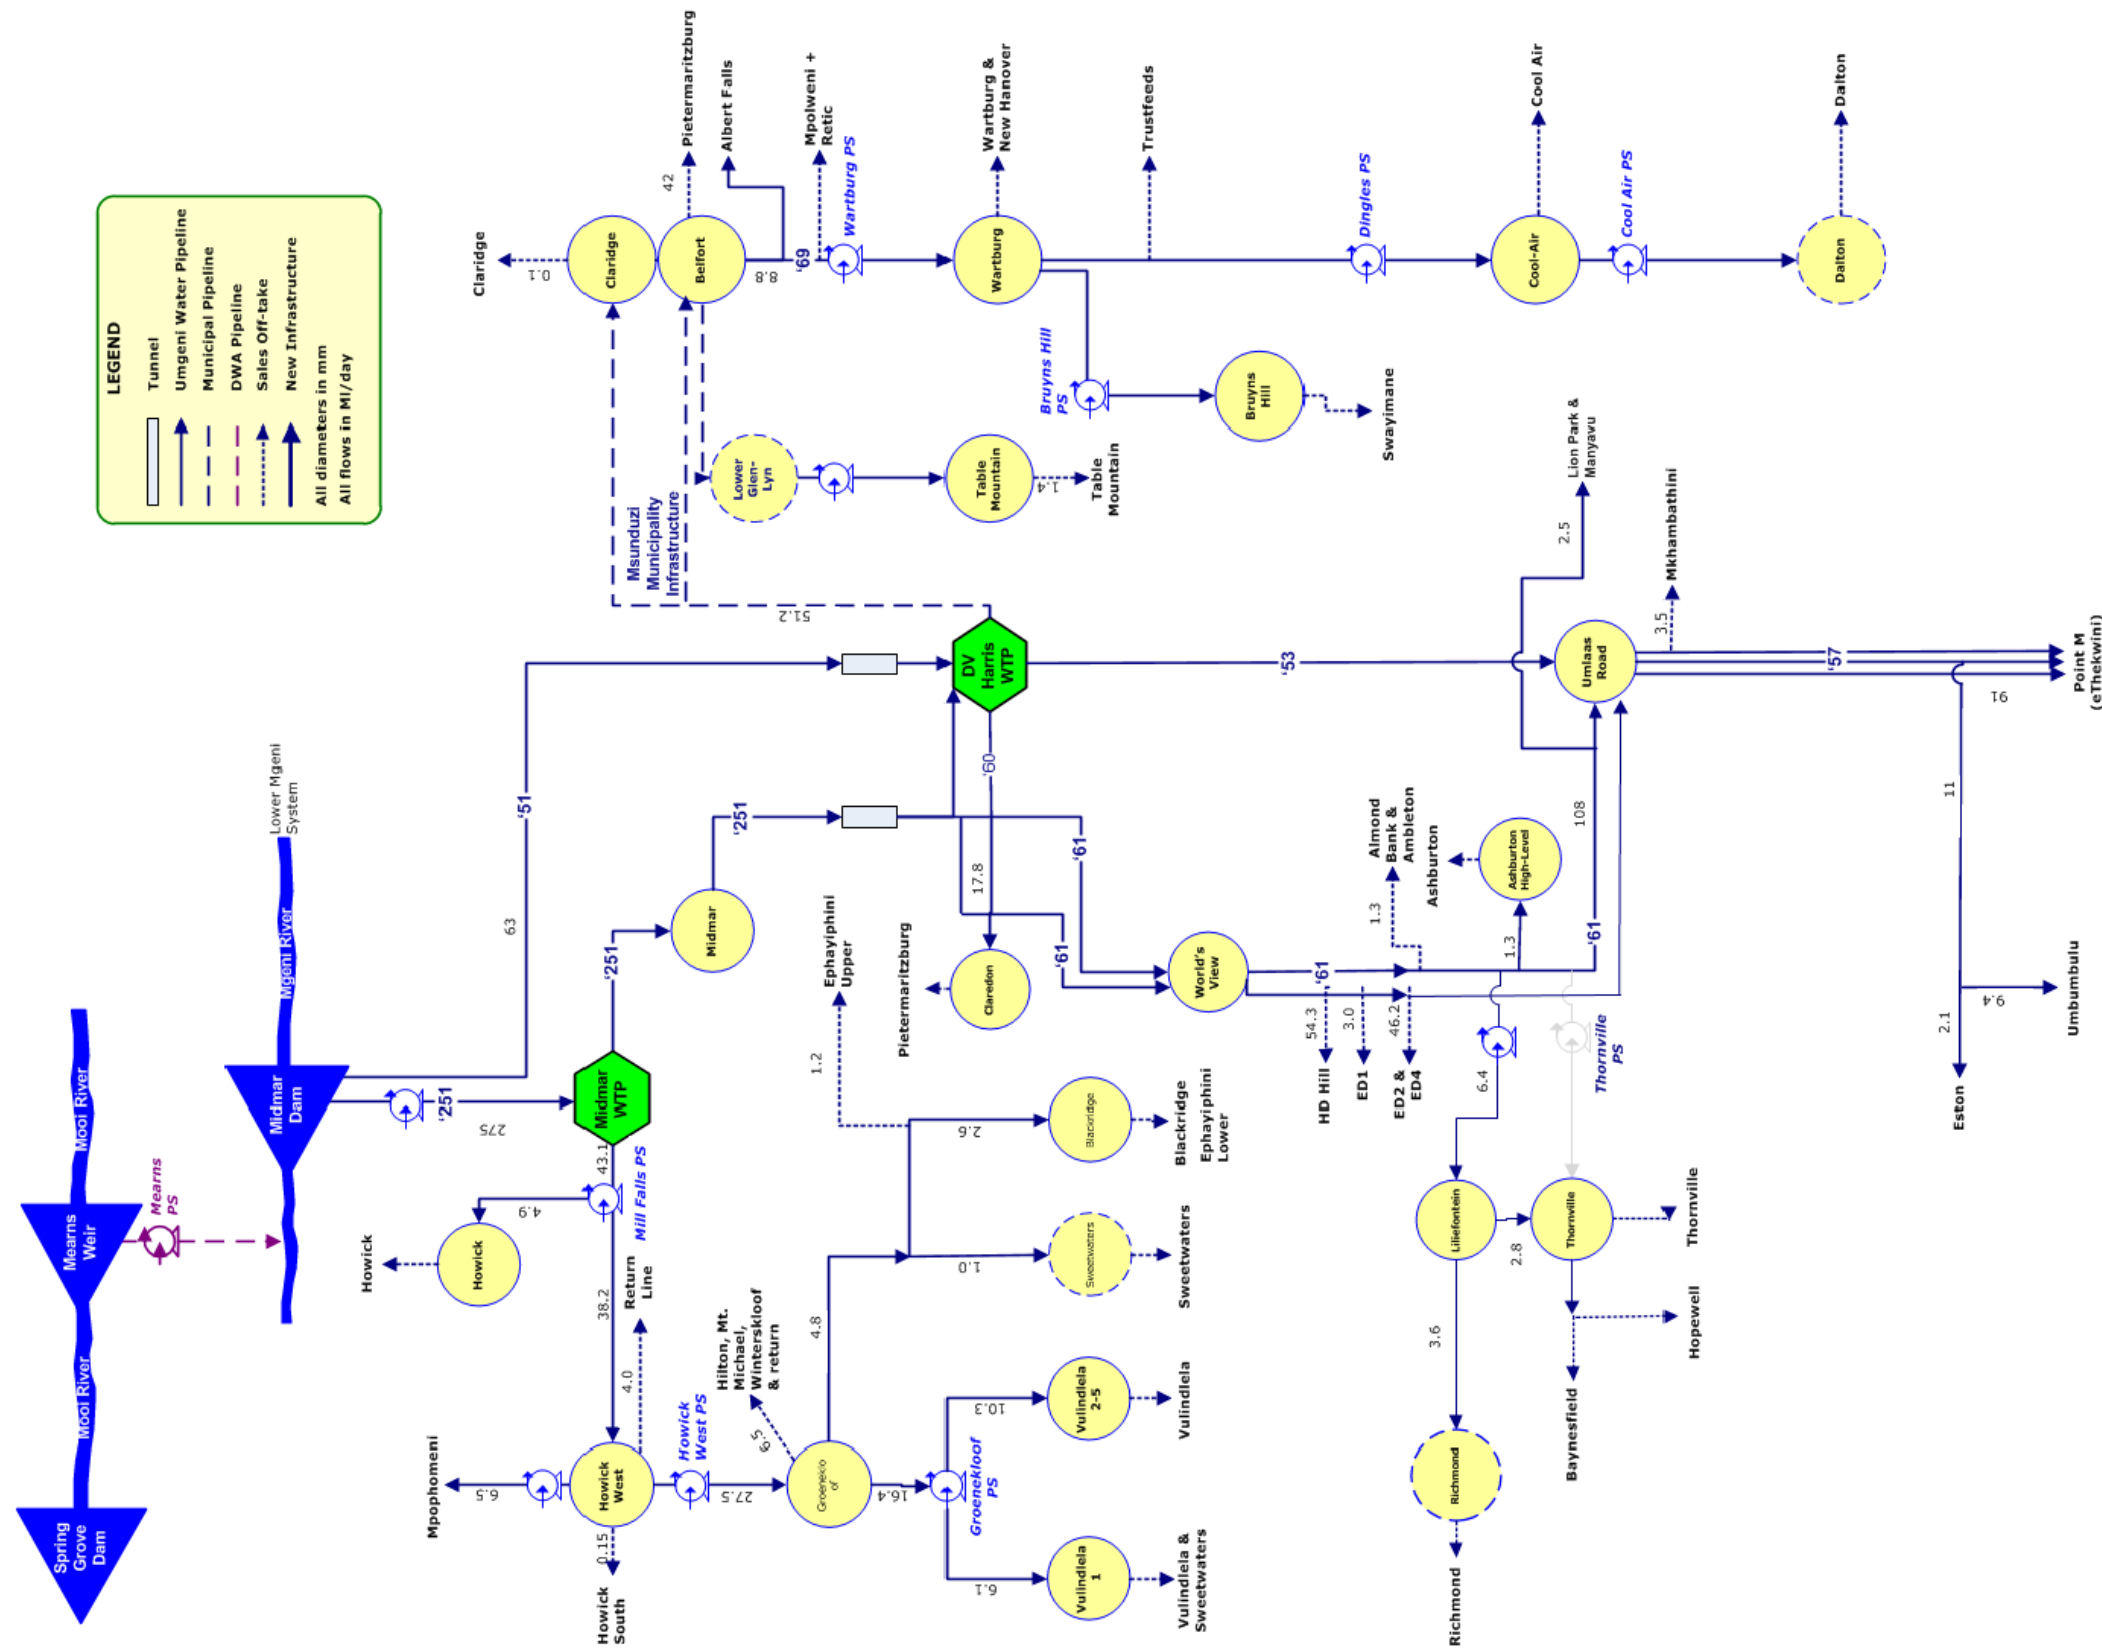 LEGEND
Tunnel
Umgeni Water Pipeline
Municipal Pipeline
DWA Pipeline
Sales Off-take
New Infrastructure
All diameters in mm
All flows in Ml/day
Spring
Grove
Dam
Mooi River
Mearns
Weir
Mooi River
Mearns
PS
Midmar
Dam
Mgeni River
Lower Mgeni
System
'251
275
63
'51
Midmar
WTP
43.1
Mill Falls PS
4.9
Howick
Howick
38.2
'251
Midmar
'251
Return
Line
4.0
Howick
West
6.5
Mpophomeni
0.15
Howick
South
Howick
West PS
27.5
Groeneklo
of
6.5
Hilton, Mt.
Michael,
Winterskloof
& return
4.8
16.4
Groenekloof
PS
6.1
Vulindlela
1
Vulindlela &
Sweetwaters
10.3
Vulindlela
2-5
Vulindlela
1.0
Sweetwaters
Sweetwaters
2.6
Blackridge
Blackridge
Ephayiphini
Lower
1.2
Ephayiphini
Upper
DV
Harris
WTP
51.2
Msunduzi
Municipality
Infrastructure
'60
17.8
Claredon
Pietermaritzburg
'61
'61
World's
View
'61
54.3
HD Hill
3.0
ED1
46.2
ED2 &
ED4
1.3
Almond
Bank &
Ambleton
1.3
Ashburton
High-Level
Ashburton
'61
108
6.4
Thornville
PS
Lilliefontein
2.8
Thornville
Thornville
Hopewell
Baynesfield
3.6
Richmond
Richmond
'53
Umlaas
Road
2.5
Lion Park &
Manyavu
3.5
Mkhambathini
'57
91
Point M
(eThekwini)
11
2.1
Eston
9.4
Umbumbulu
Claridge
0.1
Claridge
Belfort
42
Pietermaritzburg
Albert Falls
8.8
'69
Mpolweni +
Retic
Wartburg PS
Lower
Glen-
Lyn
Table
Mountain
1.4
Table
Mountain
Wartburg
Wartburg &
New Hanover
Trustfeeds
Bruyns Hill
PS
Bruyns
Hill
Swayimane
Dingles PS
Cool-Air
Cool Air
Cool Air PS
Dalton
Dalton